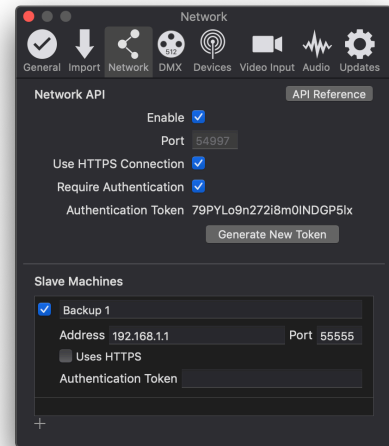 Network
512
General Import Network DMX Devices Video Input Audio Updates
Network API API Reference
Enable
Port 54997
Use HTTPS Connection
Require Authentication
Authentication Token 79PYLo9n272i8m0INDGP5lx
Generate New Token
Slave Machines
Backup 1
Address 192.168.1.1 Port 55555
Uses HTTPS
Authentication Token